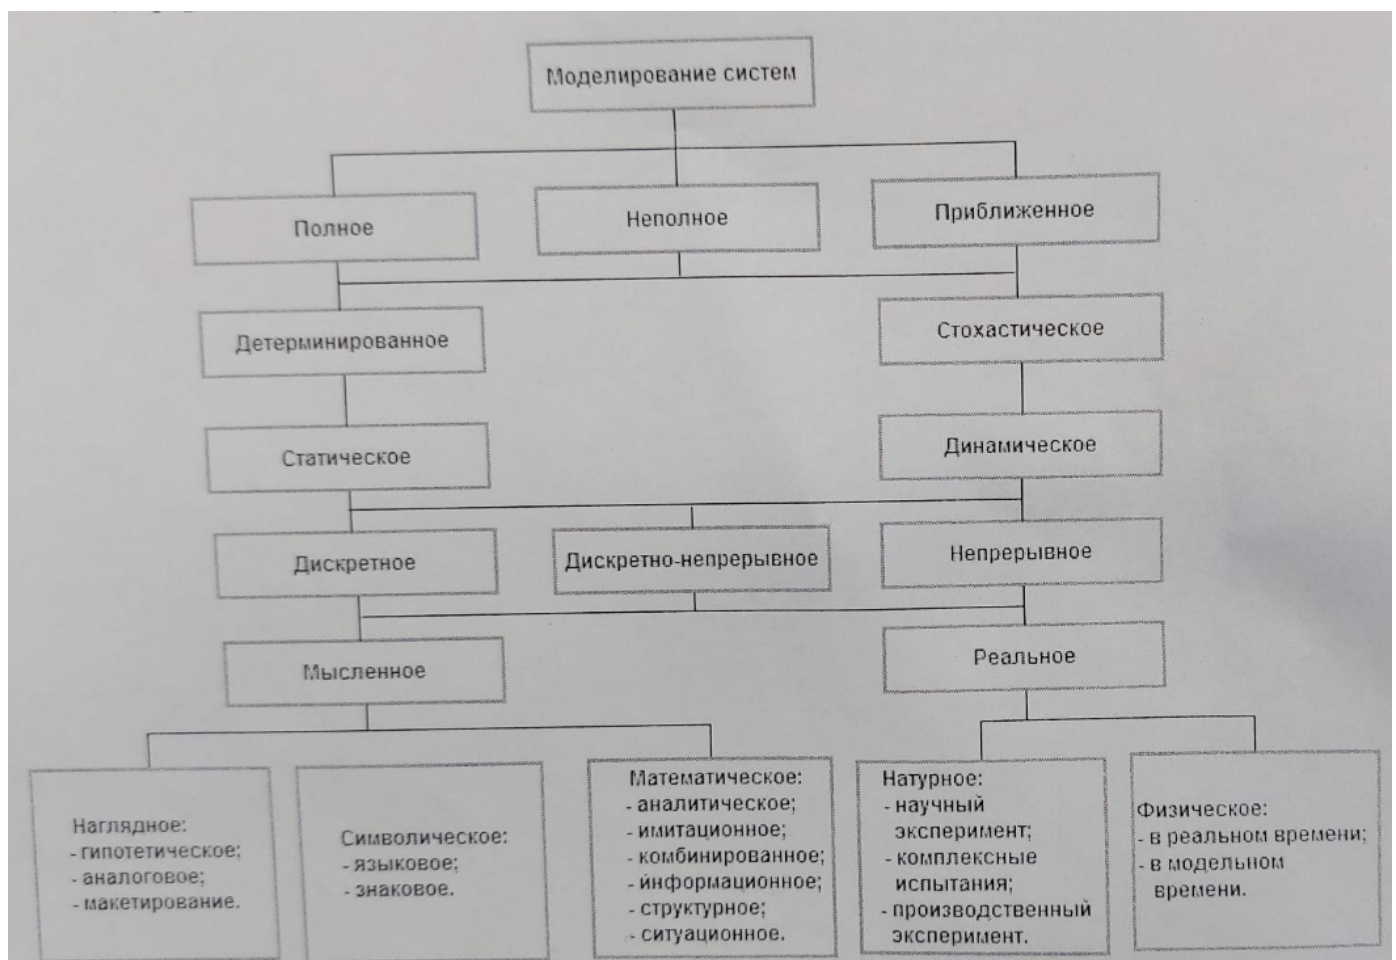 Моделирование систем
Полное
Неполное
Приближенное
Детерминированное
Стохастическое
Статическое
Динамическое
Дискретное
Дискретно-непрерывное
Непрерывное
Мысленное
Реальное
Наглядное:
- гипотетическое;
- аналоговое;
- макетирование.
Символическое:
- языковое;
- знаковое.
Математическое:
- аналитическое;
- имитационное;
- комбинированное;
- информационное;
- структурное;
- ситуационное.
Натурное:
- научный
эксперимент;
- комплексные
испытания;
- производственный
эксперимент.
Физическое:
- в реальном времени;
- в модельном
времени.